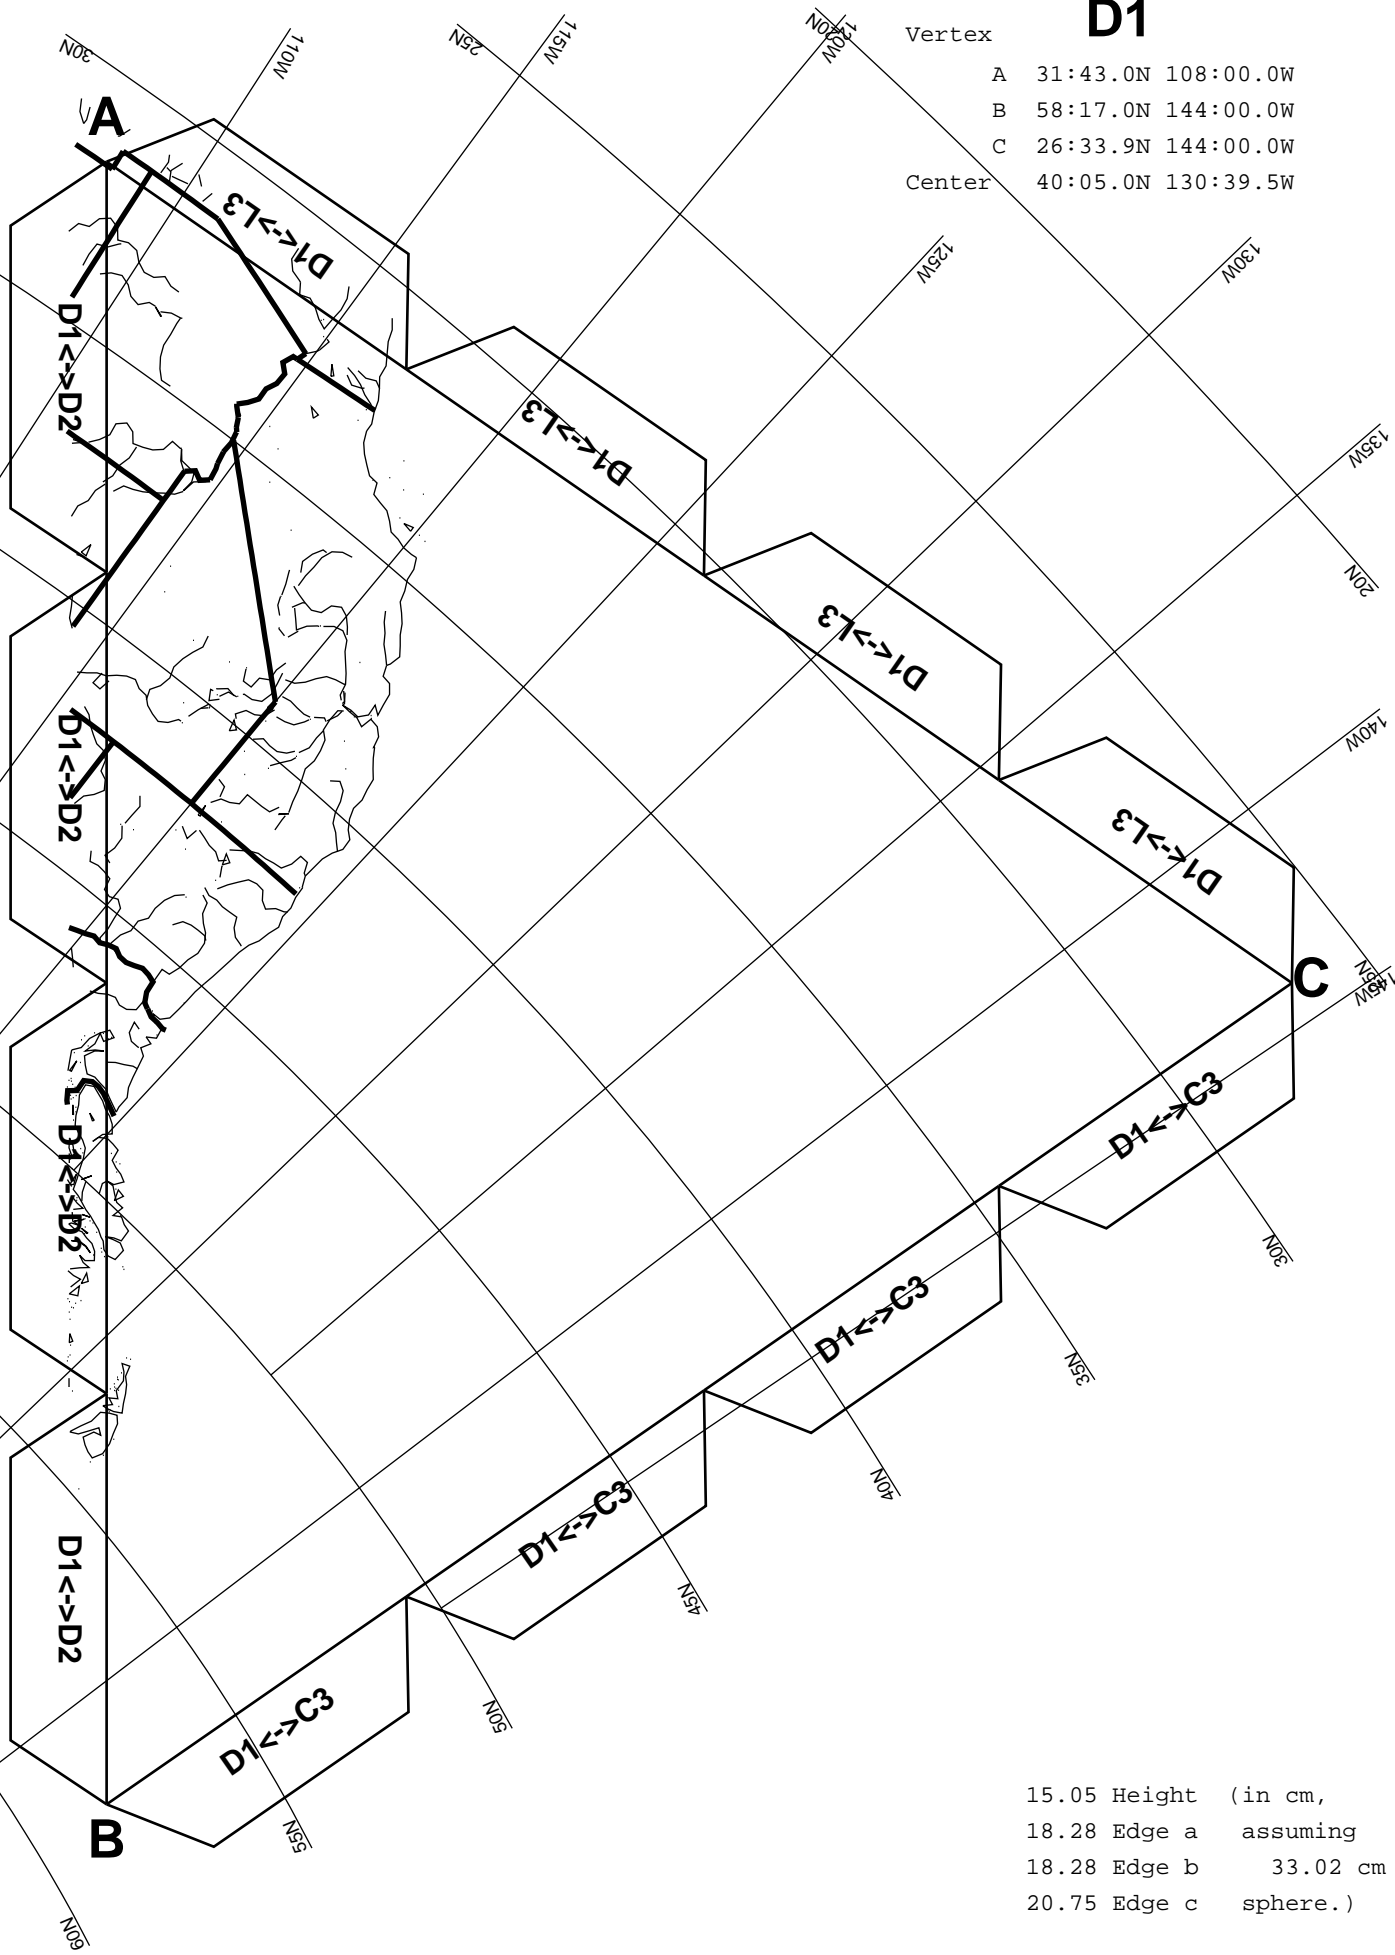 D1
Vertex
A 31:43.0N 108:00.0W
B 58:17.0N 144:00.0W
C 26:33.9N 144:00.0W
Center 40:05.0N 130:39.5W
30N
110W
25N
115W
20N
120W
125W
130W
135W
20N
140W
145W
30N
35N
40N
45N
50N
55N
60N
A
B
C
D1<->L3
D1<->L3
D1<->L3
D1<->L3
D1<->D2
D1<->D2
D1<->D2
D1<->D2
D1<->C3
D1<->C3
D1<->C3
D1<->C3
15.05 Height (in cm,
18.28 Edge a assuming
18.28 Edge b 33.02 cm
20.75 Edge c sphere.)